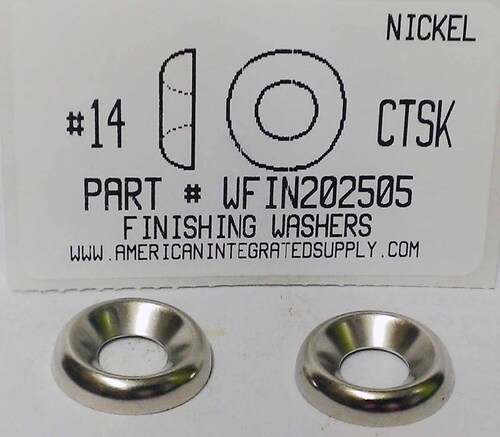 NICKEL
#14 CTSK
PART # WFIN202505
FINISHING WASHERS
WWW.AMERICANINTEGRATEDSUPPLY.COM